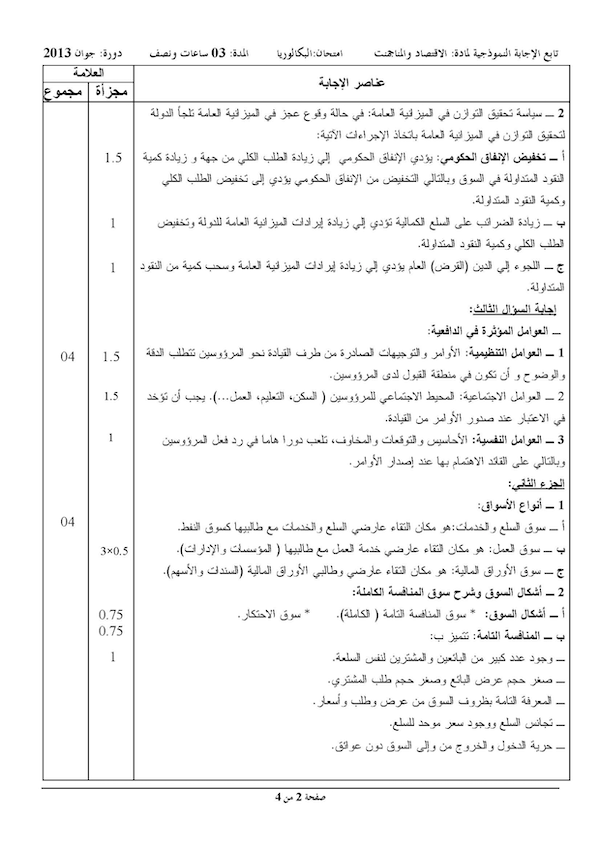 تابع الإجابة النموذجية لمادة: الاقتصاد والمناجمنت امتحان:البكالوريا المدة: 03 ساعات ونصف دورة: جوان 2013
عناصر الإجابة العلامة
مجزأة مجموع
2 ـ سياسة تحقيق التوازن في الميزانية العامة: في حالة وقوع عجز في الميزانية العامة تلجأ الدولة
لتحقيق التوازن في الميزانية العامة باتخاذ الإجراءات الآتية:
أ ـ تخفيض الإنفاق الحكومي: يؤدي الإنفاق الحكومي إلي زيادة الطلب الكلي من جهة و زيادة كمية 1.5
النقود المتداولة في السوق وبالتالي التخفيض من الإنفاق الحكومي يؤدي إلى تخفيض الطلب الكلي
وكمية النقود المتداولة.
ب ـ زيادة الضرائب على السلع الكمالية تؤدي إلي زيادة إيرادات الميزانية العامة للدولة وتخفيض 1
الطلب الكلي وكمية النقود المتداولة.
ج ـ اللجوء إلي الدين (القرض) العام يؤدي إلي زيادة إيرادات الميزانية العامة وسحب كمية من النقود 1
المتداولة.
إجابة السؤال الثالث:
ـ العوامل المؤثرة في الدافعية:
1 ـ العوامل التنظيمية: الأوامر والتوجيهات الصادرة من طرف القيادة نحو المرؤوسين تتطلب الدقة 1.5 04
والوضوح و أن تكون في منطقة القبول لدى المرؤوسين.
2 ـ العوامل الاجتماعية: المحيط الاجتماعي للمرؤوسين ( السكن، التعليم، العمل...). يجب أن تؤخد 1.5
في الاعتبار عند صدور الأوامر من القيادة.
3 ـ العوامل النفسية: الأحاسيس والتوقعات والمخاوف، تلعب دورا هاما في رد فعل المرؤوسين 1
وبالتالي على القائد الاهتمام بها عند إصدار الأوامر.
الجزء الثاني:
1 ـ أنواع الأسواق:
أ ـ سوق السلع والخدمات:هو مكان التقاء عارضي السلع والخدمات مع طالبيها كسوق النفط. 04
ب ـ سوق العمل: هو مكان التقاء عارضي خدمة العمل مع طالبيها ( المؤسسات والإدارات). 3×0.5
ج ـ سوق الأوراق المالية: هو مكان التقاء عارضي وطالبي الأوراق المالية (السندات والأسهم).
2 ـ أشكال السوق وشرح سوق المنافسة الكاملة:
أ ـ أشكال السوق: * سوق المنافسة التامة ( الكاملة). * سوق الاحتكار. 0.75
ب ـ المنافسة التامة: تتميز ب: 0.75
ـ وجود عدد كبير من البائعين والمشترين لنفس السلعة. 1
ـ صغر حجم عرض البائع وصغر حجم طلب المشتري.
ـ المعرفة التامة بظروف السوق من عرض وطلب وأسعار.
ـ تجانس السلع ووجود سعر موحد للسلع.
ـ حرية الدخول والخروج من وإلى السوق دون عوائق.
صفحة 2 من 4